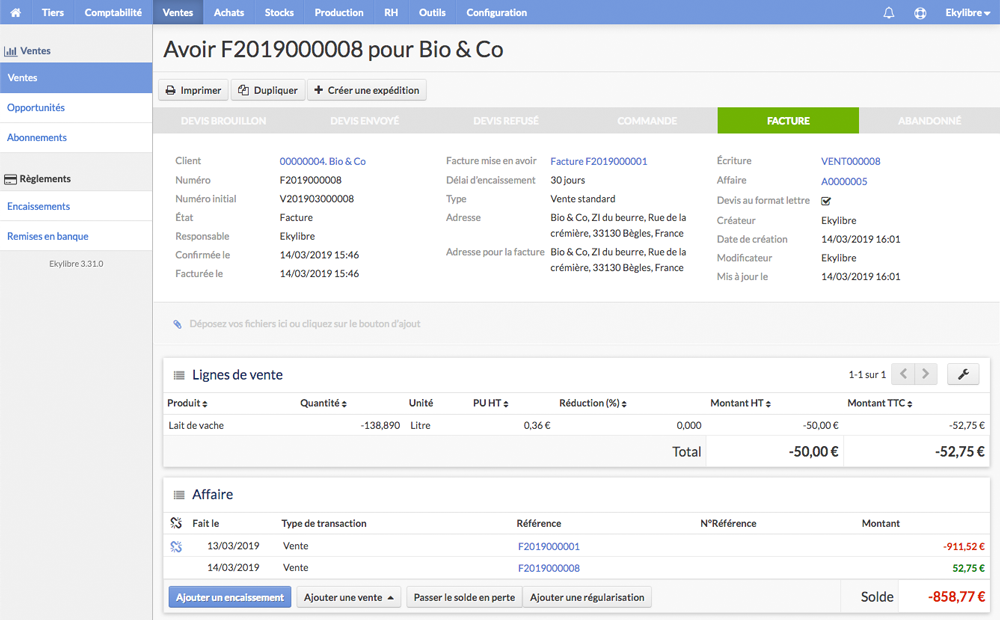 Tiers Comptabilité Ventes Achats Stocks Production RH Outils Configuration Ekylibre
Ventes
Ventes
Opportunités
Abonnements
Règlements
Encaissements
Remises en banque
Ekylibre 3.31.0
Avoir F2019000008 pour Bio & Co
Imprimer Dupliquer Créer une expédition
DEVIS BROUILLON DEVIS ENVOYÉ DEVIS REFUSÉ COMMANDE FACTURE ABANDONNÉ
Client 00000004. Bio & Co
Numéro F2019000008
Numéro initial V201903000008
État Facture
Responsable Ekylibre
Confirmée le 14/03/2019 15:46
Facturée le 14/03/2019 15:46
Facture mise en avoir Facture F2019000001
Délai d'encaissement 30 jours
Type Vente standard
Adresse Bio & Co, ZI du beurre, Rue de la
crémière, 33130 Bègles, France
Adresse pour la facture Bio & Co, ZI du beurre, Rue de la
crémière, 33130 Bègles, France
Écriture VENT000008
Affaire A0000005
Devis au format lettre
Créateur Ekylibre
Date de création 14/03/2019 16:01
Modificateur Ekylibre
Mis à jour le 14/03/2019 16:01
Déposez vos fichiers ici ou cliquez sur le bouton d'ajout
Lignes de vente 1-1 sur 1
Produit Quantité Unité PU HT Réduction (%) Montant HT Montant TTC
Lait de vache -138,890 Litre 0,36 € 0,000 -50,00 € -52,75 €
Total -50,00 € -52,75 €
Affaire
Fait le Type de transaction Référence N°Référence Montant
13/03/2019 Vente F2019000001 -911,52 €
14/03/2019 Vente F2019000008 52,75 €
Ajouter un encaissement Ajouter une vente Passer le solde en perte Ajouter une régularisation Solde -858,77 €